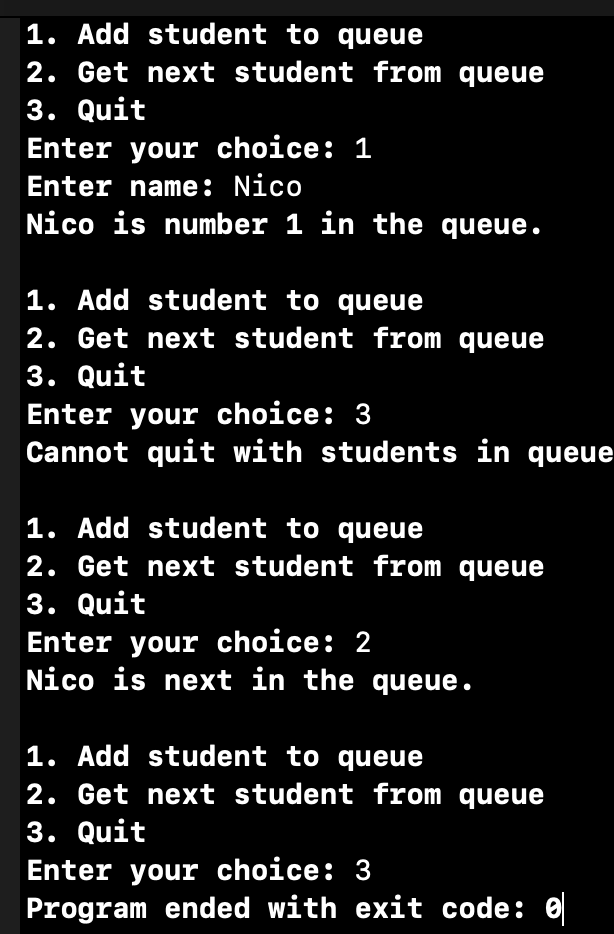 1. Add student to queue
2. Get next student from queue
3. Quit
Enter your choice: 1
Enter name: Nico
Nico is number 1 in the queue.
1. Add student to queue
2. Get next student from queue
3. Quit
Enter your choice: 3
Cannot quit with students in queue
1. Add student to queue
2. Get next student from queue
3. Quit
Enter your choice: 2
Nico is next in the queue.
1. Add student to queue
2. Get next student from queue
3. Quit
Enter your choice: 3
Program ended with exit code: 0